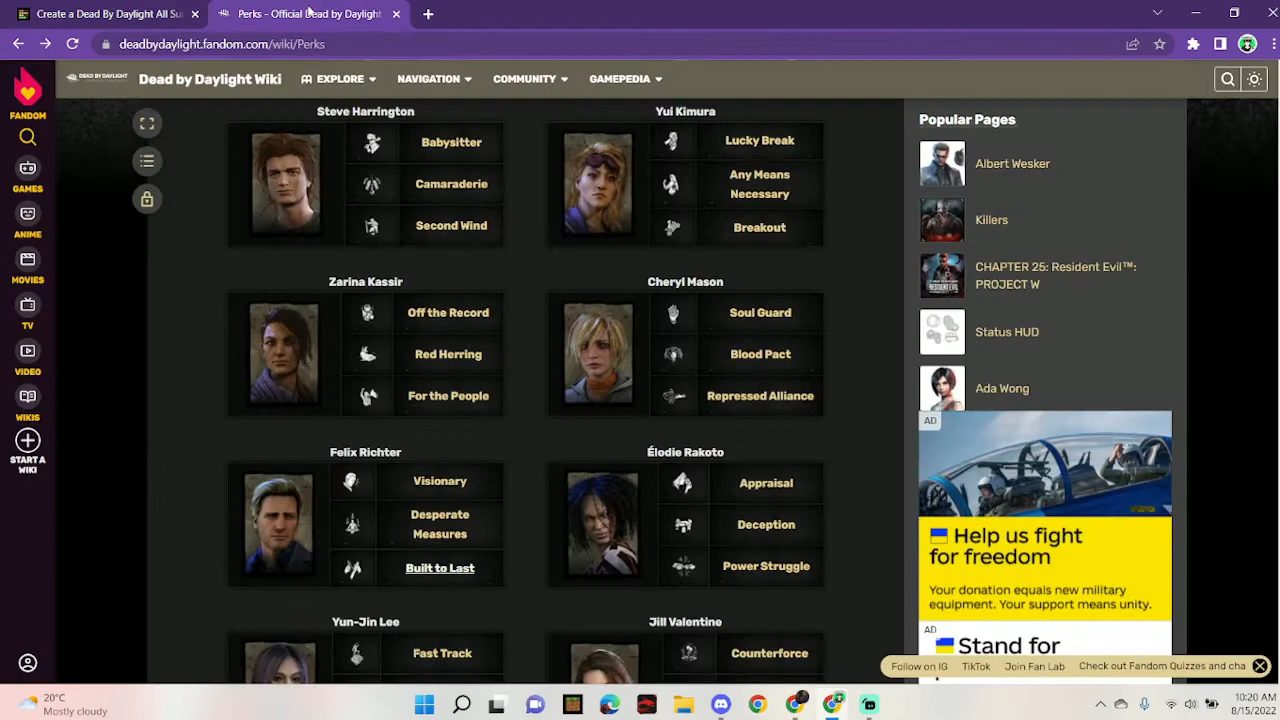 Create a Dead by Daylight All Su
Perks - Official Dead by Daylight
deadbydaylight.fandom.com/wiki/Perks
FANDOM
GAMES
ANIME
MOVIES
TV
VIDEO
WIKIS
START A
WIKI
DEAD BY DAYLIGHT
Dead by Daylight Wiki
EXPLORE
NAVIGATION
COMMUNITY
GAMEPEDIA
Steve Harrington
Babysitter
Camaraderie
Second Wind
Yui Kimura
Lucky Break
Any Means
Necessary
Breakout
Zarina Kassir
Off the Record
Red Herring
For the People
Cheryl Mason
Soul Guard
Blood Pact
Repressed Alliance
Felix Richter
Visionary
Desperate
Measures
Built to Last
Élodie Rakoto
Appraisal
Deception
Power Struggle
Yun-Jin Lee
Fast Track
Jill Valentine
Counterforce
Popular Pages
Albert Wesker
Killers
CHAPTER 25: Resident Evil™:
PROJECT W
Status HUD
Ada Wong
AD
Help us fight
for freedom
Your donation equals new military
equipment. Your support means unity.
AD
Stand for
Follow on IG
TikTok
Join Fan Lab
Check out Fandom Quizzes and cha
20°C
Mostly cloudy
10:20 AM
8/15/2022